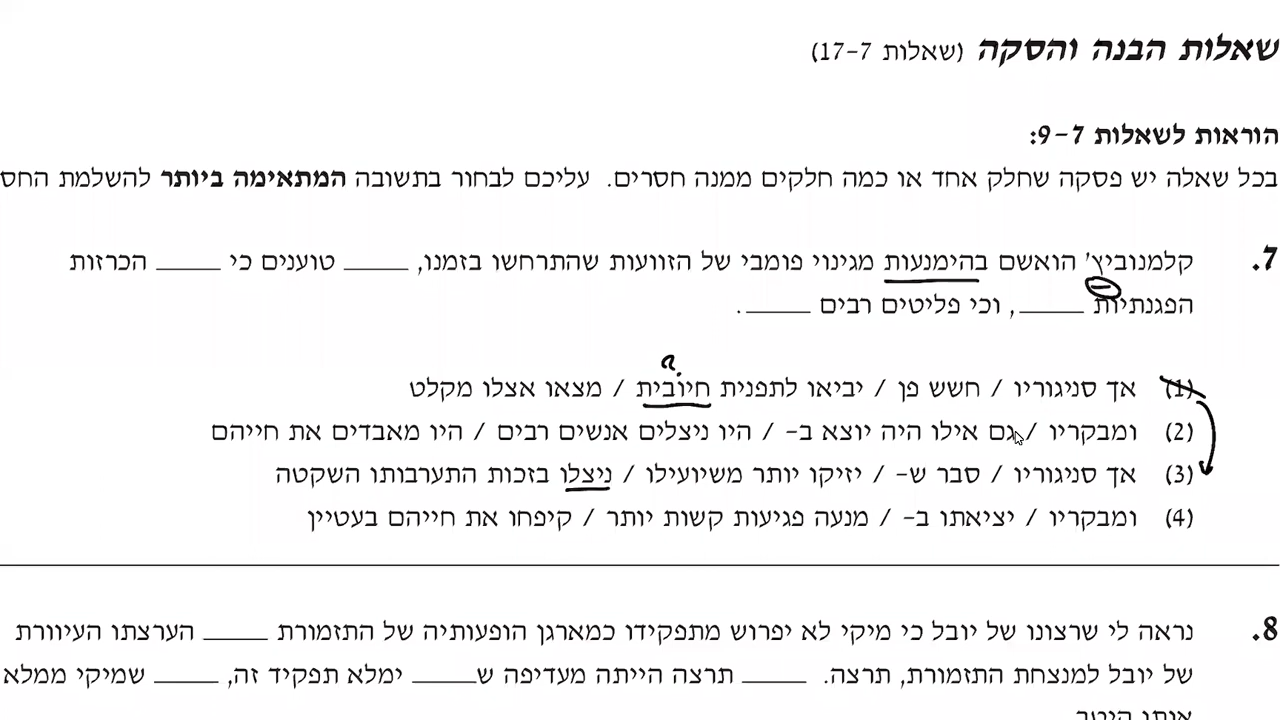 שאלות הבנה והסקה (שאלות 7-17)
הוראות לשאלות 7-9:
בכל שאלה יש פסקה שחלק אחד או כמה חלקים ממנה חסרים. עליכם לבחור בתשובה המתאימה ביותר להשלמת החס
7. קלמנוביץ' הואשם בהימנעות מגינוי פומבי של הזוועות שהתרחשו בזמנו, _____ טוענים כי _____ הכרזות
הפגנתיות _____, וכי פליטים רבים _____.
?
(1) אך סניגוריו / חשש פן / יביאו לתפנית חיובית / מצאו אצלו מקלט
(2) ומבקריו / גם אילו היה יוצא ב- / היו ניצלים אנשים רבים / היו מאבדים את חייהם
(3) אך סניגוריו / סבר ש- / יזיקו יותר משיועילו / ניצלו בזכות התערבותו השקטה
(4) ומבקריו / יציאתו ב- / מנעה פגיעות קשות יותר / קיפחו את חייהם בעטיין
8. נראה לי שרצונו של יובל כי מיקי לא יפרוש מתפקידו כמארגן הופעותיה של התזמורת _____ הערצתו העיוורת
של יובל למנצחת התזמורת, תרצה. _____ תרצה הייתה מעדיפה ש_____ ימלא תפקיד זה, _____ שמיקי ממלא
אותו היטב